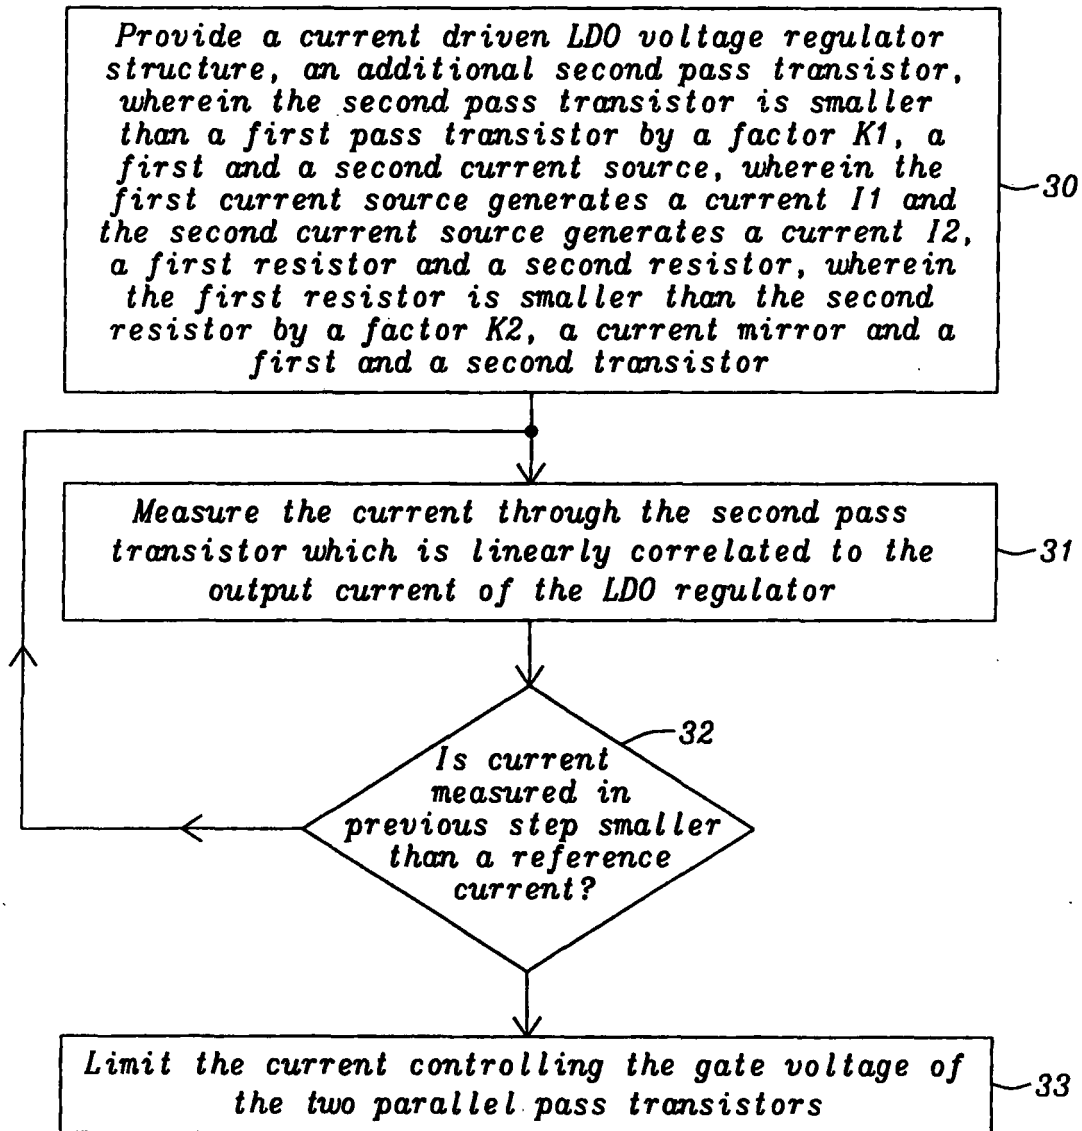 Provide a current driven LDO voltage regulator
structure, an additional second pass transistor,
wherein the second pass transistor is smaller
than a first pass transistor by a factor K1, a
first and a second current source, wherein the
first current source generates a current I1 and
the second current source generates a current I2,
a first resistor and a second resistor, wherein
the first resistor is smaller than the second
resistor by a factor K2, a current mirror and a
first and a second transistor
30
Measure the current through the second pass
transistor which is linearly correlated to the
output current of the LDO regulator
31
32
Is current
measured in
previous step smaller
than a reference
current?
Limit the current controlling the gate voltage of
the two parallel pass transistors
33